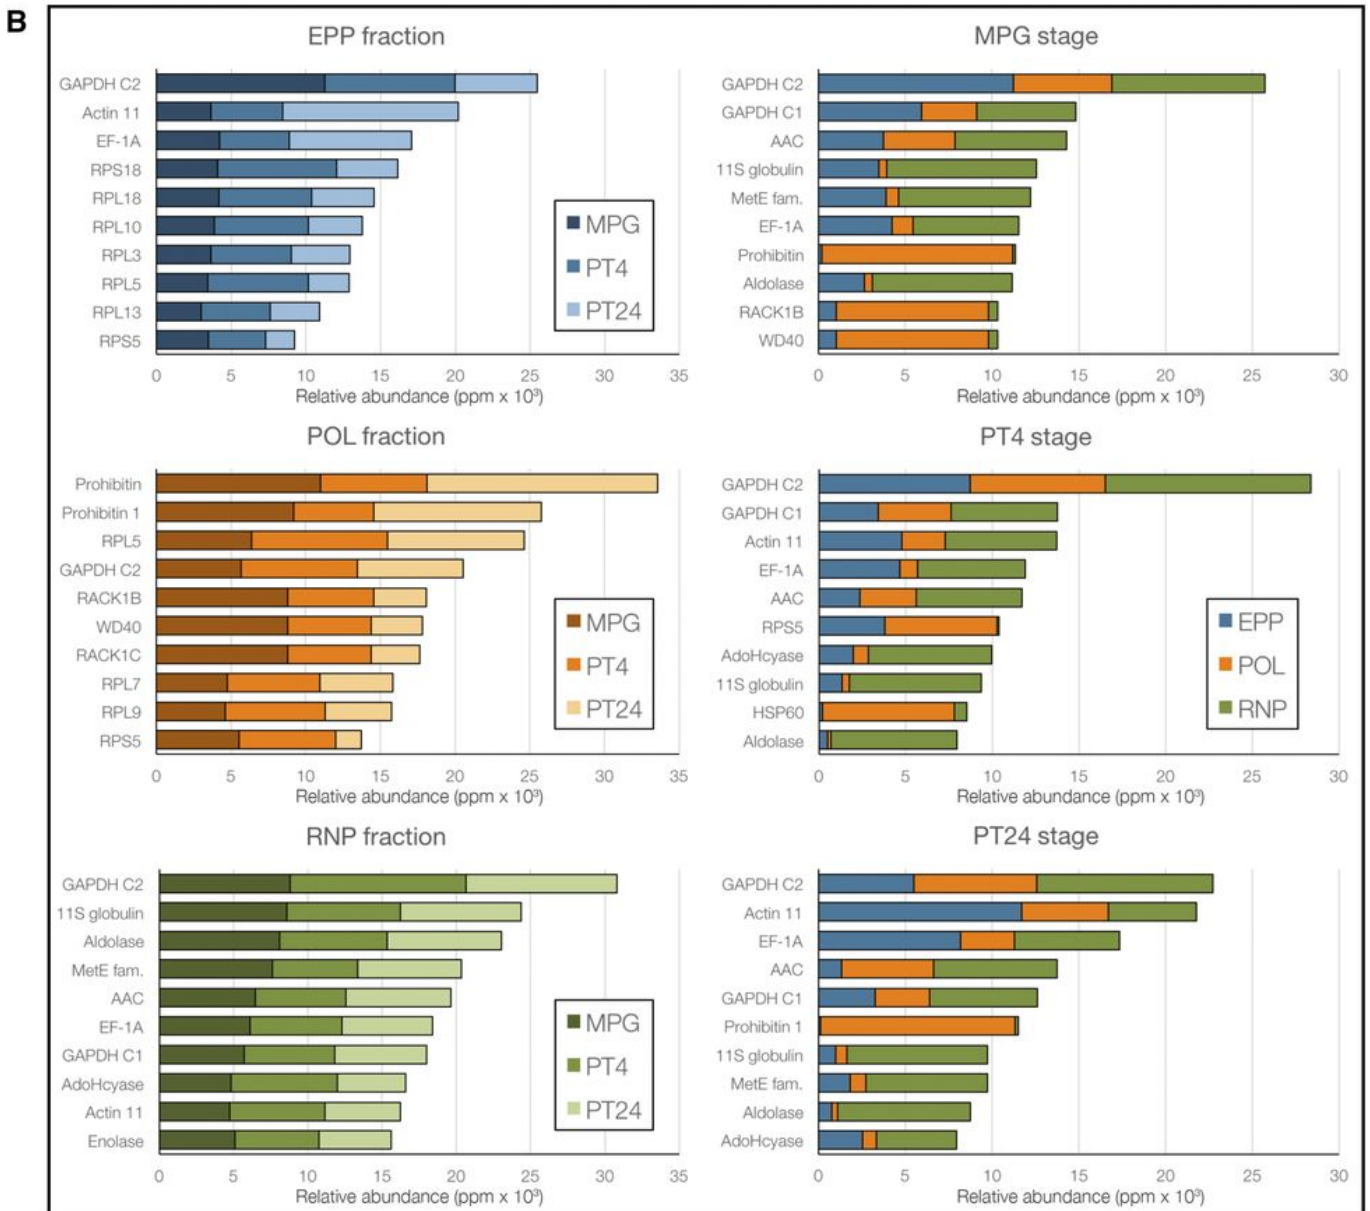 B
EPP fraction
GAPDH C2
Actin 11
EF-1A
RPS18
RPL18
RPL10
RPL3
RPL5
RPL13
RPS5
MPG
PT4
PT24
0 5 10 15 20 25 30 35
Relative abundance (ppm x 10³)
MPG stage
GAPDH C2
GAPDH C1
AAC
11S globulin
MetE fam.
EF-1A
Prohibitin
Aldolase
RACK1B
WD40
0 5 10 15 20 25 30
Relative abundance (ppm x 10³)
POL fraction
Prohibitin
Prohibitin 1
RPL5
GAPDH C2
RACK1B
WD40
RACK1C
RPL7
RPL9
RPS5
MPG
PT4
PT24
0 5 10 15 20 25 30 35
Relative abundance (ppm x 10³)
PT4 stage
GAPDH C2
GAPDH C1
Actin 11
EF-1A
AAC
RPS5
AdoHcyase
11S globulin
HSP60
Aldolase
EPP
POL
RNP
0 5 10 15 20 25 30
Relative abundance (ppm x 10³)
RNP fraction
GAPDH C2
11S globulin
Aldolase
MetE fam.
AAC
EF-1A
GAPDH C1
AdoHcyase
Actin 11
Enolase
MPG
PT4
PT24
0 5 10 15 20 25 30 35
Relative abundance (ppm x 10³)
PT24 stage
GAPDH C2
Actin 11
EF-1A
AAC
GAPDH C1
Prohibitin 1
11S globulin
MetE fam.
Aldolase
AdoHcyase
0 5 10 15 20 25 30
Relative abundance (ppm x 10³)